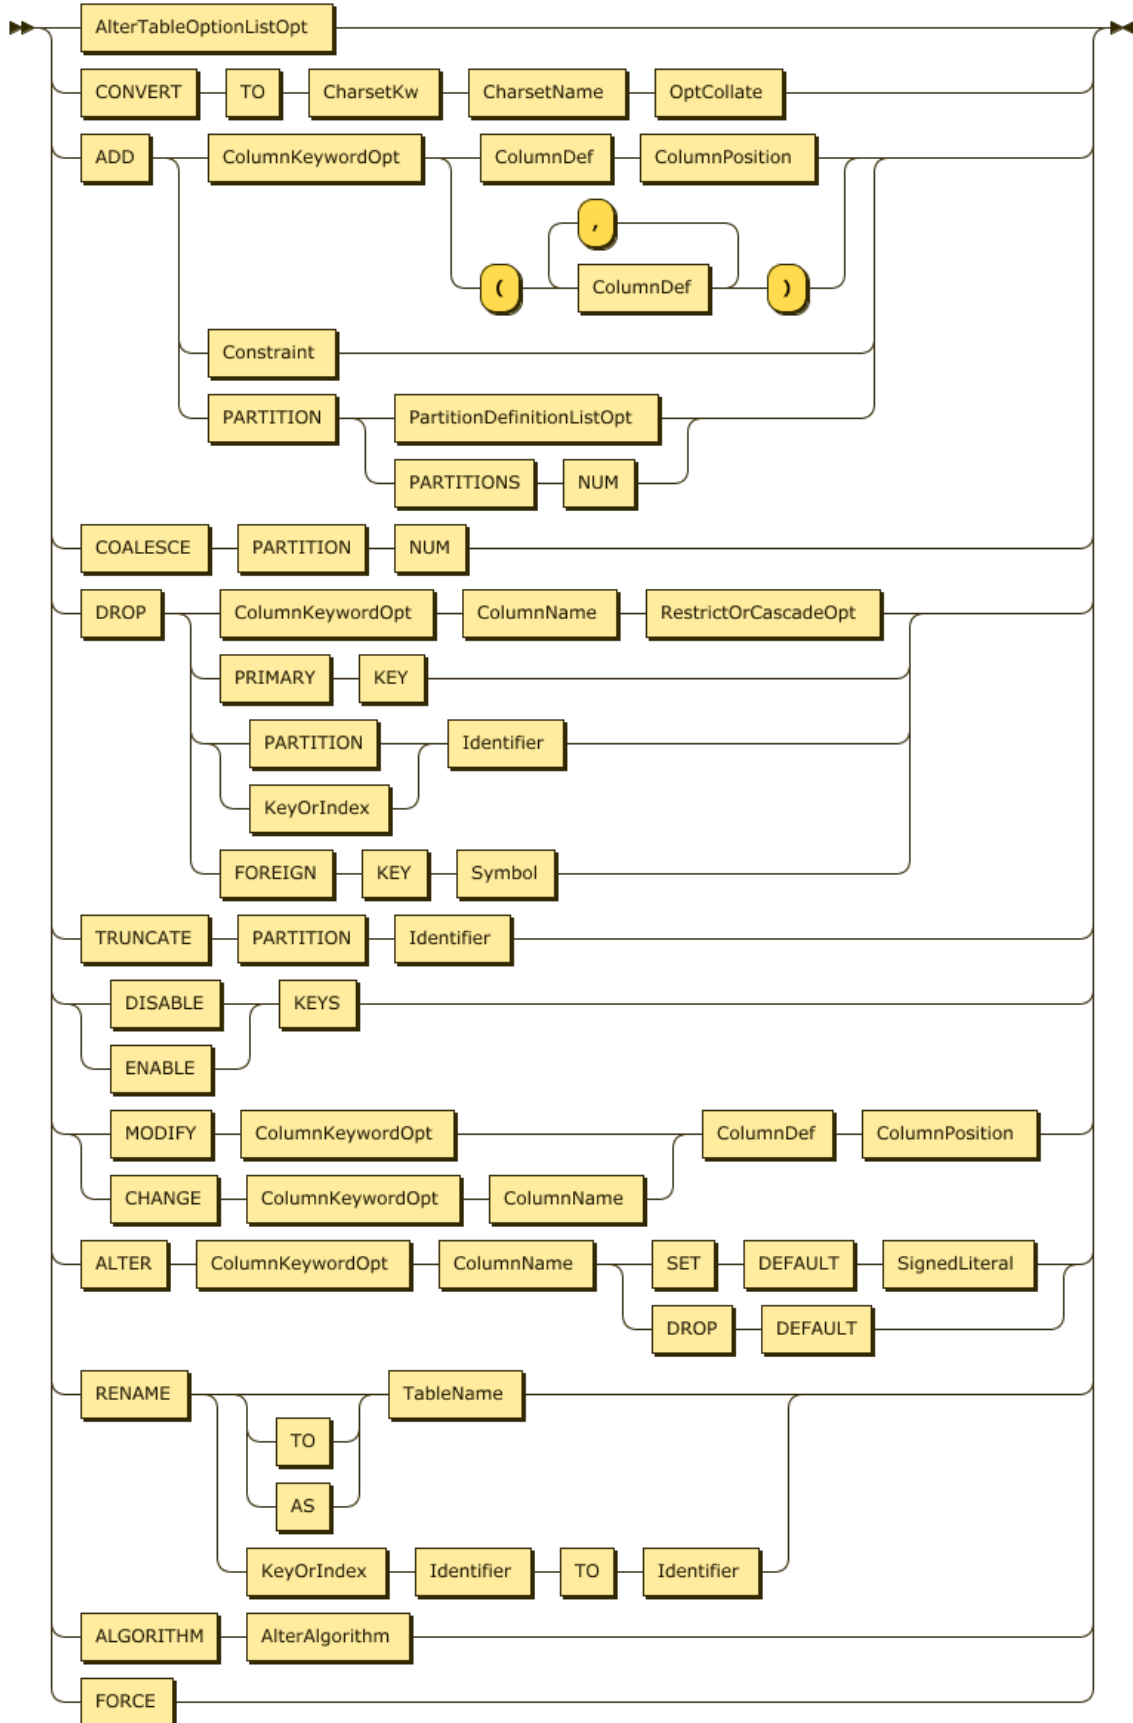 AlterTableOptionListOpt
CONVERT TO CharsetKw CharsetName OptCollate
ADD ColumnKeywordOpt ColumnDef ColumnPosition
,
( ColumnDef )
Constraint
PARTITION PartitionDefinitionListOpt
PARTITIONS NUM
COALESCE PARTITION NUM
DROP ColumnKeywordOpt ColumnName RestrictOrCascadeOpt
PRIMARY KEY
PARTITION Identifier
KeyOrIndex
FOREIGN KEY Symbol
TRUNCATE PARTITION Identifier
DISABLE KEYS
ENABLE
MODIFY ColumnKeywordOpt ColumnDef ColumnPosition
CHANGE ColumnKeywordOpt ColumnName
ALTER ColumnKeywordOpt ColumnName SET DEFAULT SignedLiteral
DROP DEFAULT
RENAME TableName
TO
AS
KeyOrIndex Identifier TO Identifier
ALGORITHM AlterAlgorithm
FORCE